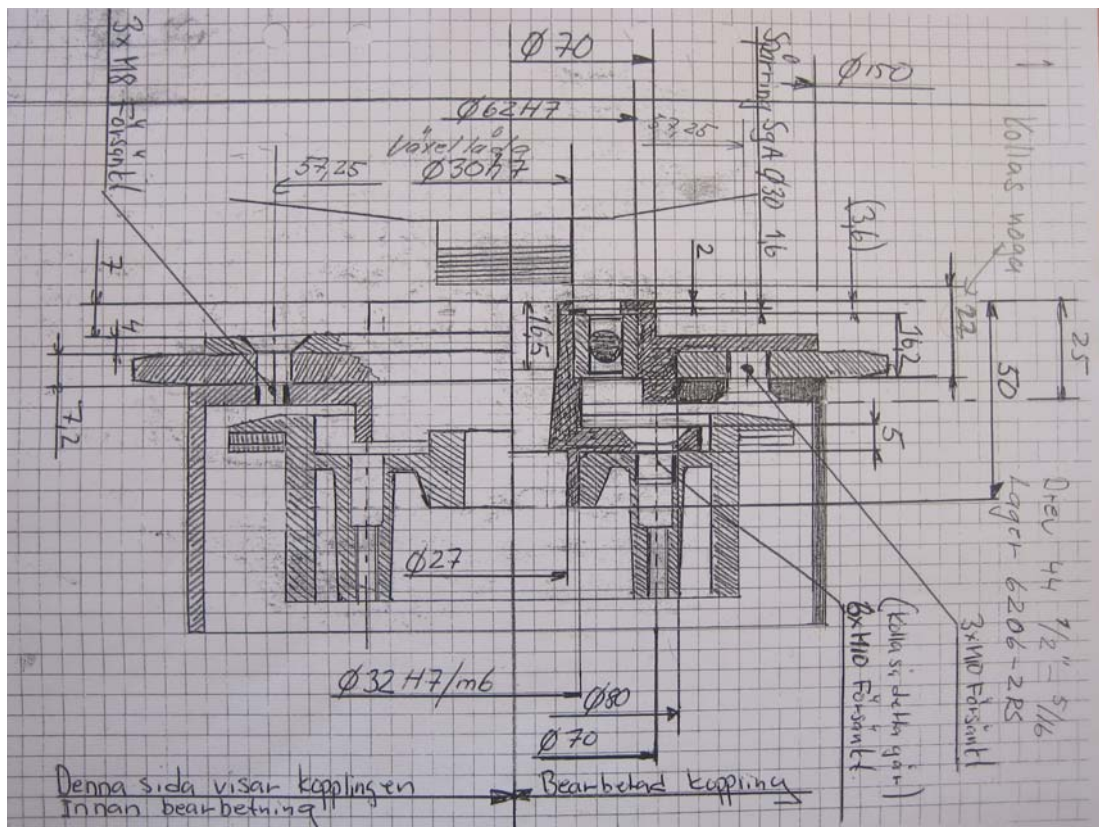 3xM8 Försänkt
Ø70
Ø150
Ø62H7
Växellåda
57,25
Ø30h7
57,25
Spårring SgA Ø30 1,6
Kollas noga
(3,6)
2
7
4
7,2
16,5
16,2
22
25
50
5
Drev 44 1/2" - 5/16
Lager 6206-2RS
3xM10 Försänkt
(kolla så detta går)
3xM10 Försänkt
Ø27
Ø32 H7/m6
Ø80
Ø70
Denna sida visar kopplingen
Innan bearbetning
Bearbetad koppling